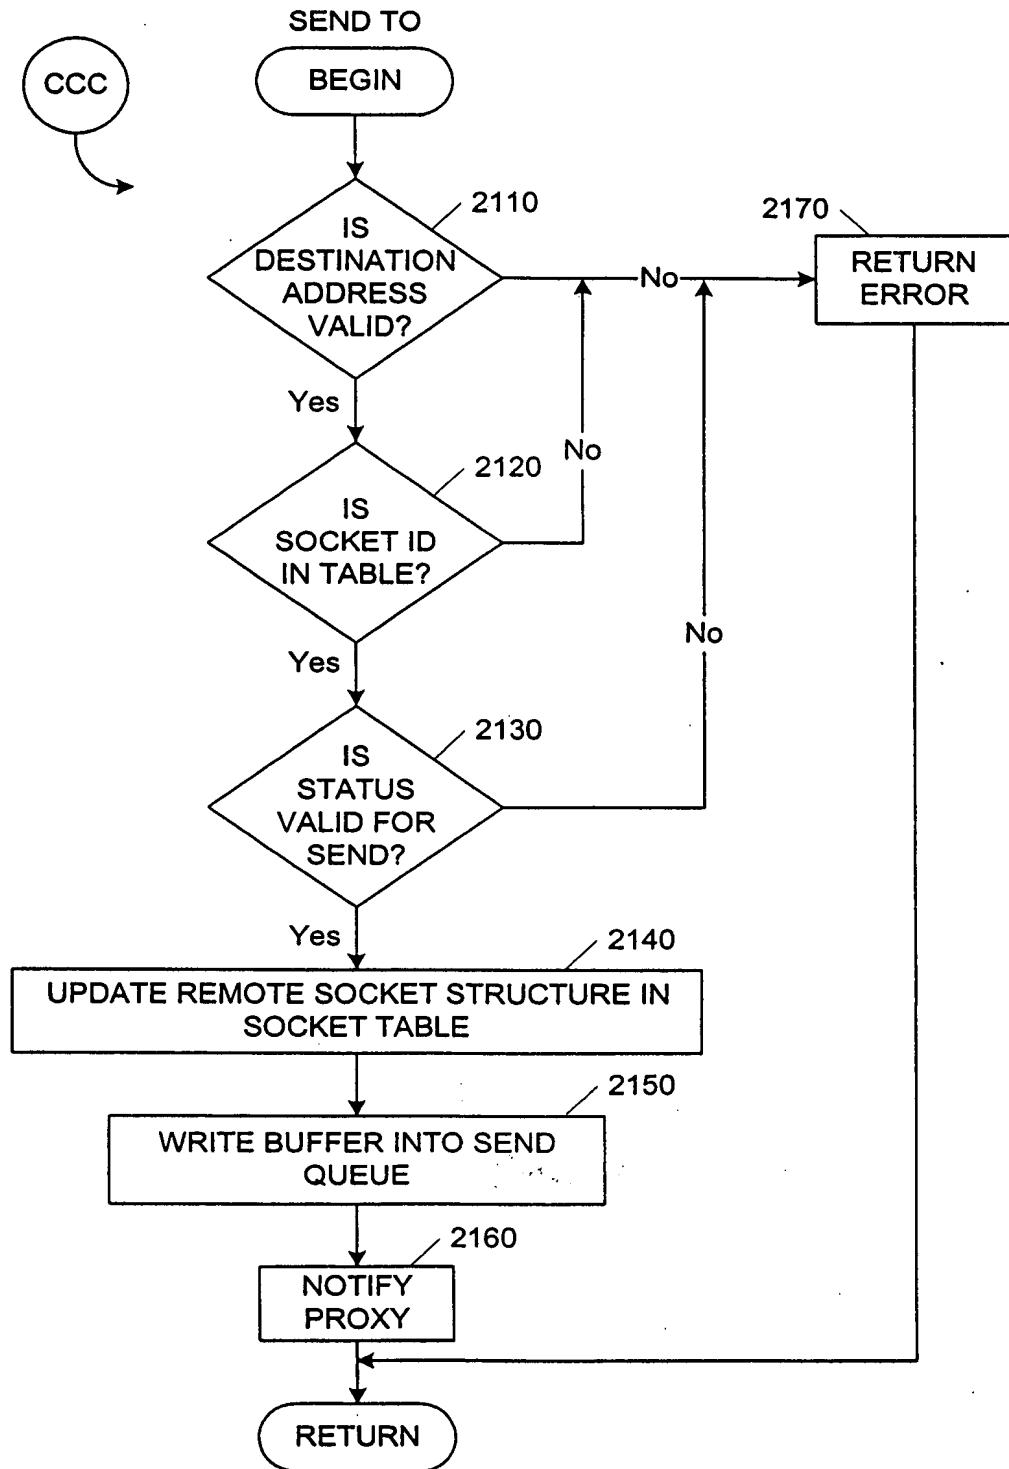 SEND TO
CCC
BEGIN
2110
IS
DESTINATION
ADDRESS
VALID?
No
2170
RETURN
ERROR
Yes
No
2120
IS
SOCKET ID
IN TABLE?
No
Yes
2130
IS
STATUS
VALID FOR
SEND?
Yes
2140
UPDATE REMOTE SOCKET STRUCTURE IN
SOCKET TABLE
2150
WRITE BUFFER INTO SEND
QUEUE
2160
NOTIFY
PROXY
RETURN